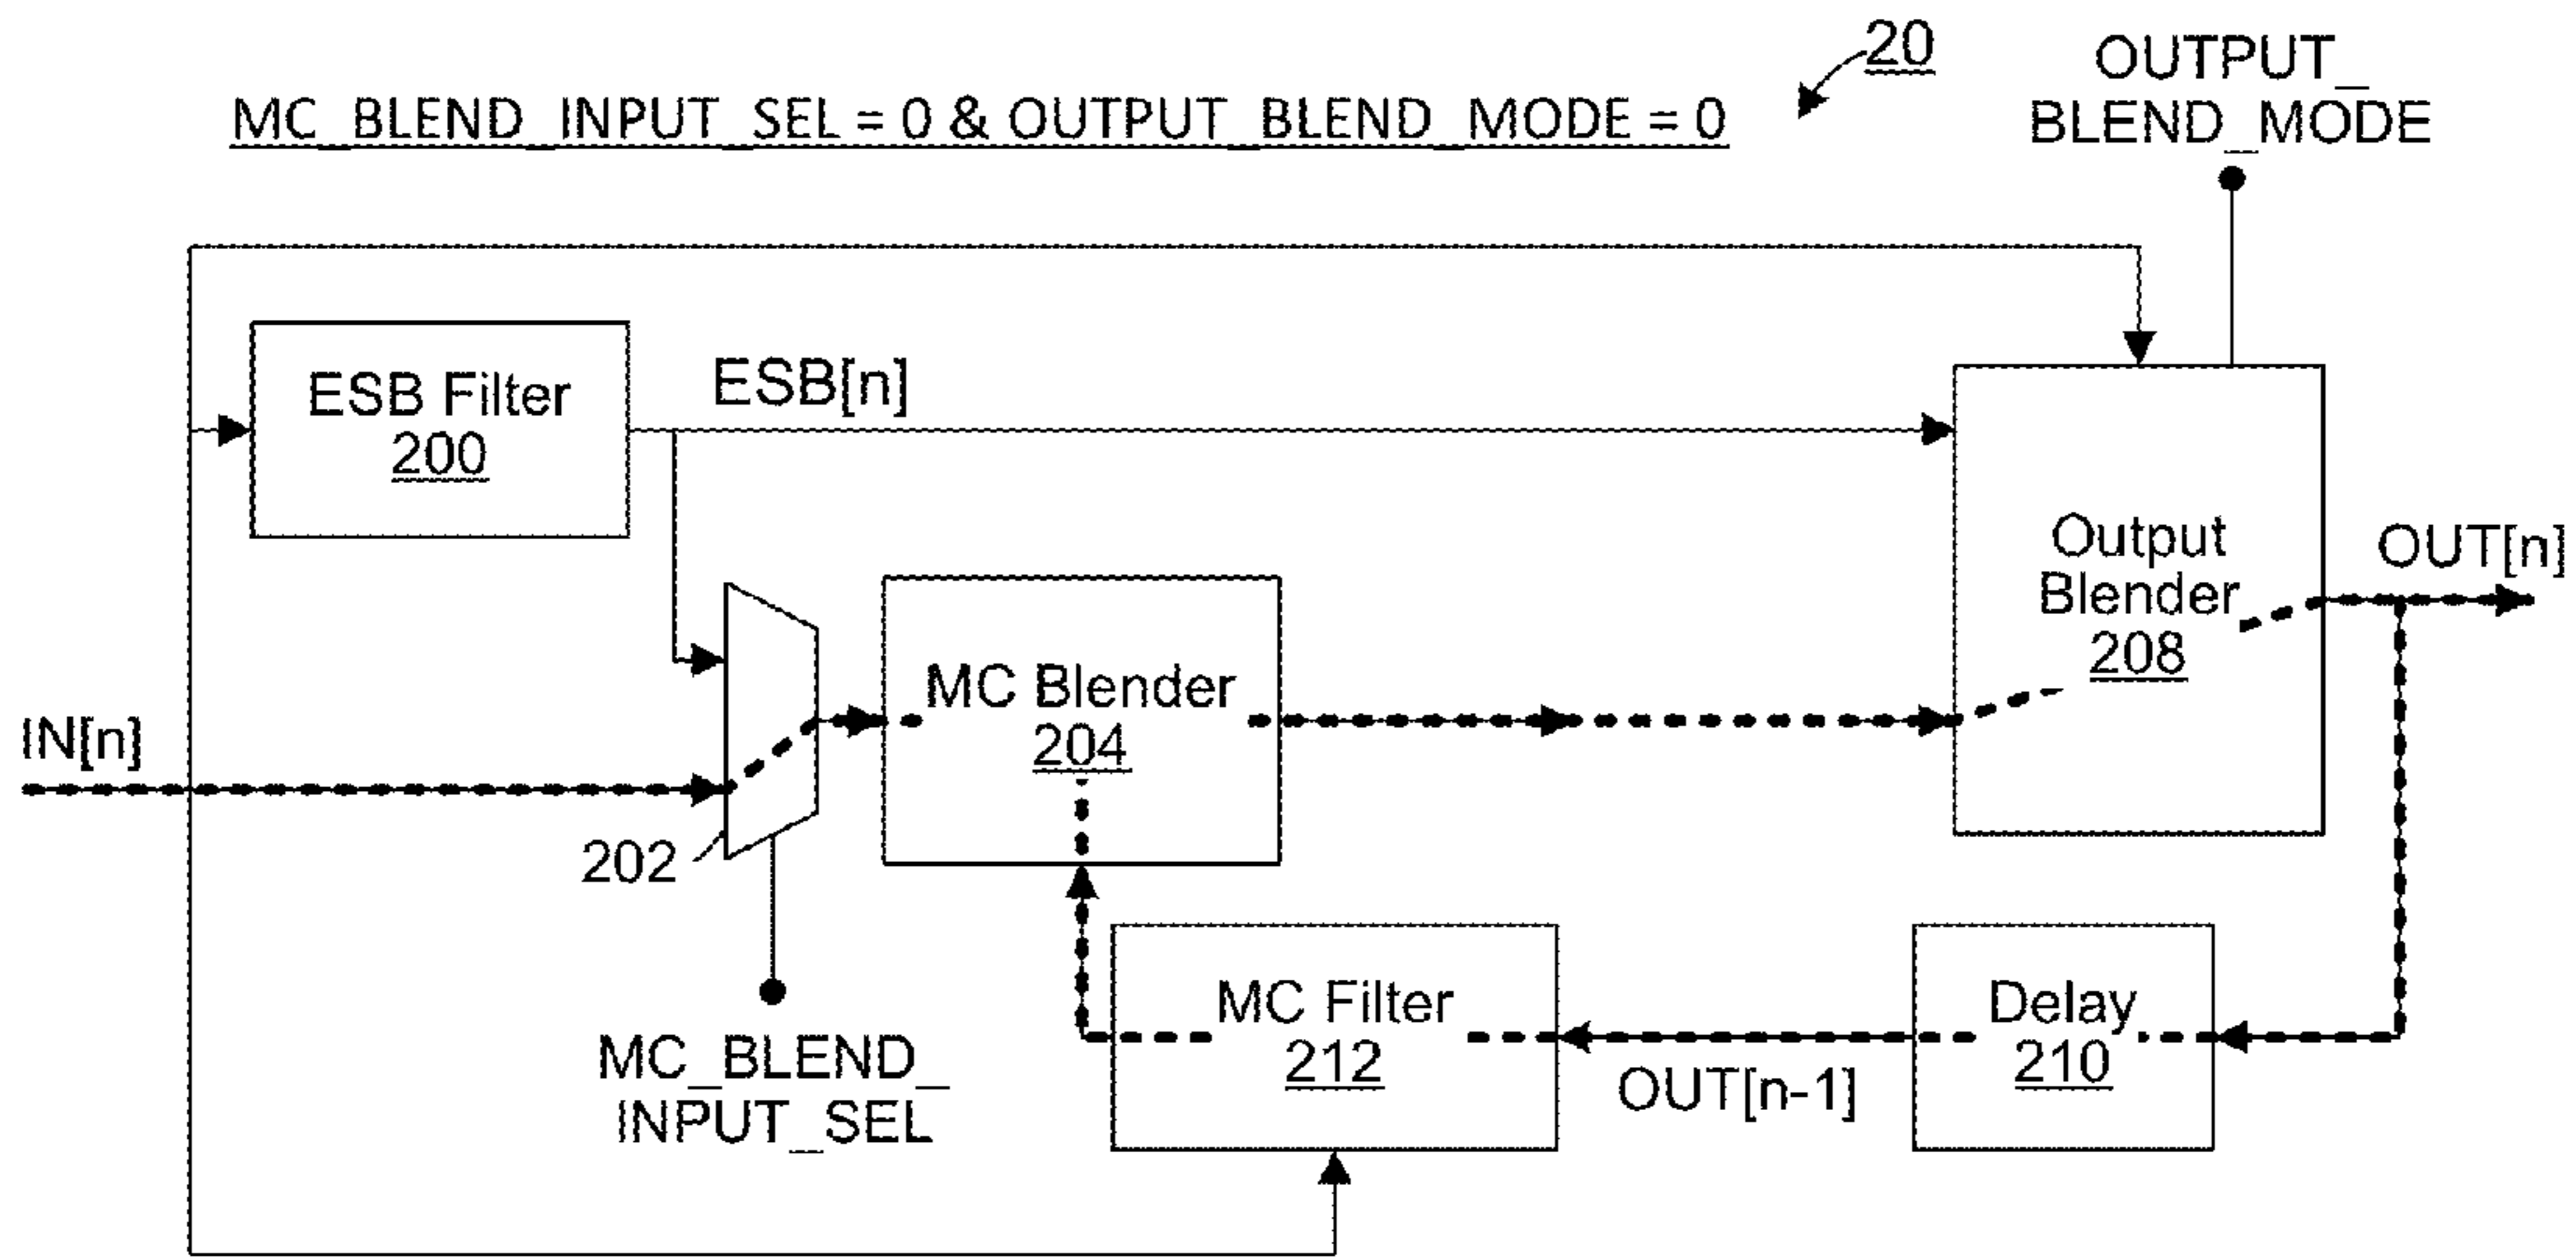 20
OUTPUT_
BLEND_MODE
MC_BLEND_INPUT_SEL = 0 & OUTPUT_BLEND_MODE = 0
ESB Filter
200
ESB[n]
Output
Blender
208
OUT[n]
MC Blender
204
IN[n]
202
MC Filter
212
Delay
210
OUT[n-1]
MC_BLEND_
INPUT_SEL